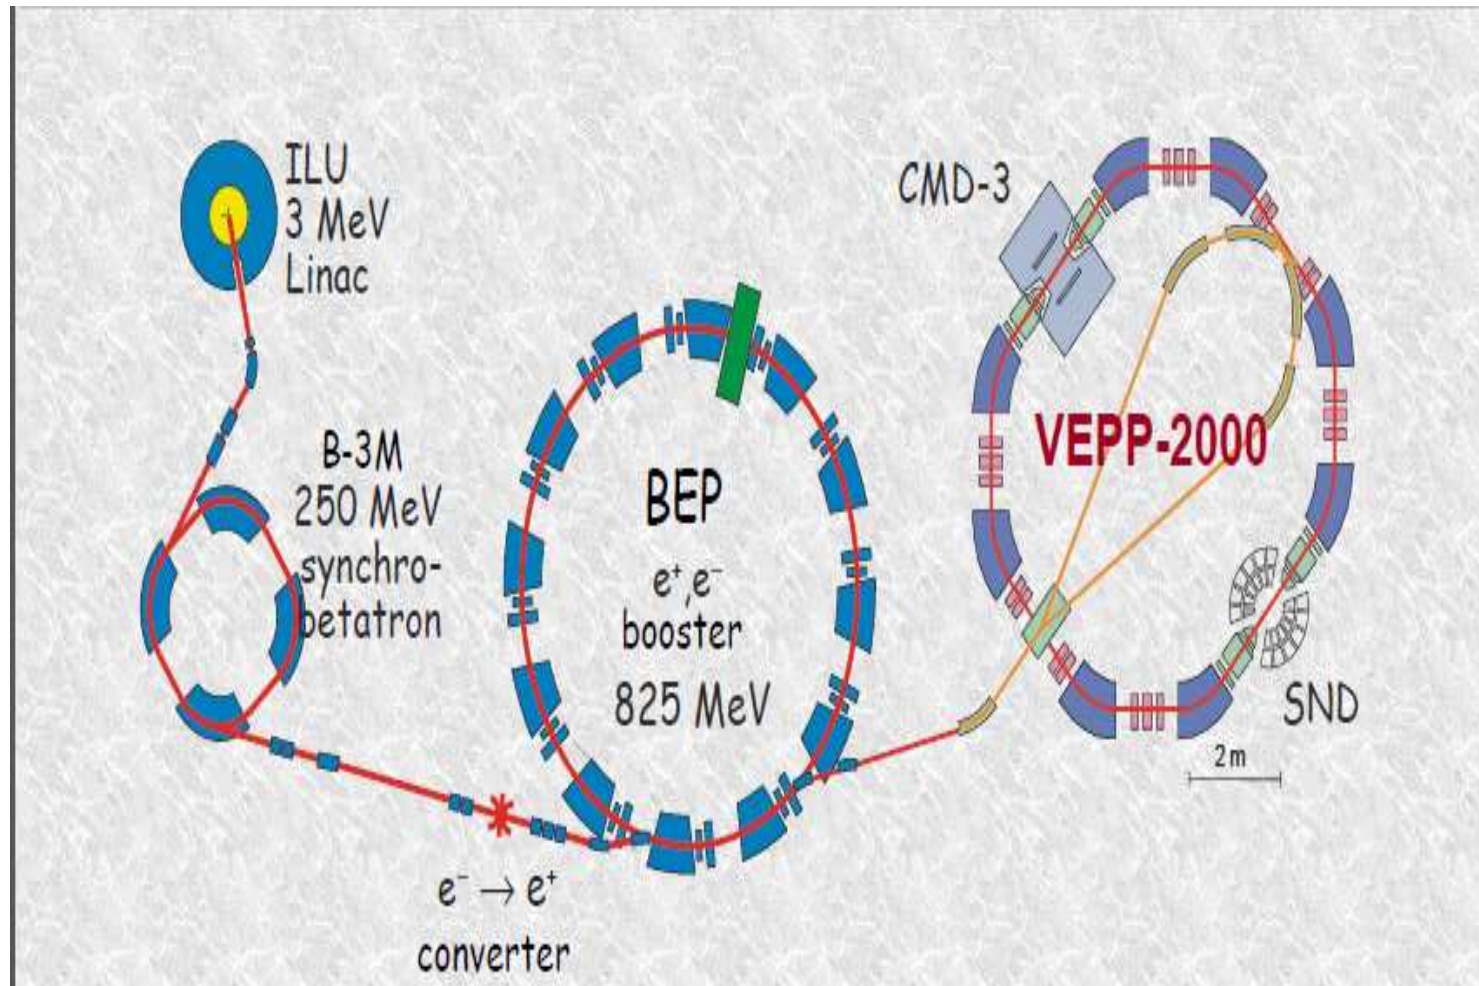 ILU
3 MeV
Linac
B-3M
250 MeV
synchro-
betatron
e⁻ → e⁺
converter
BEP
e⁺,e⁻
booster
825 MeV
CMD-3
VEPP-2000
SND
2 m